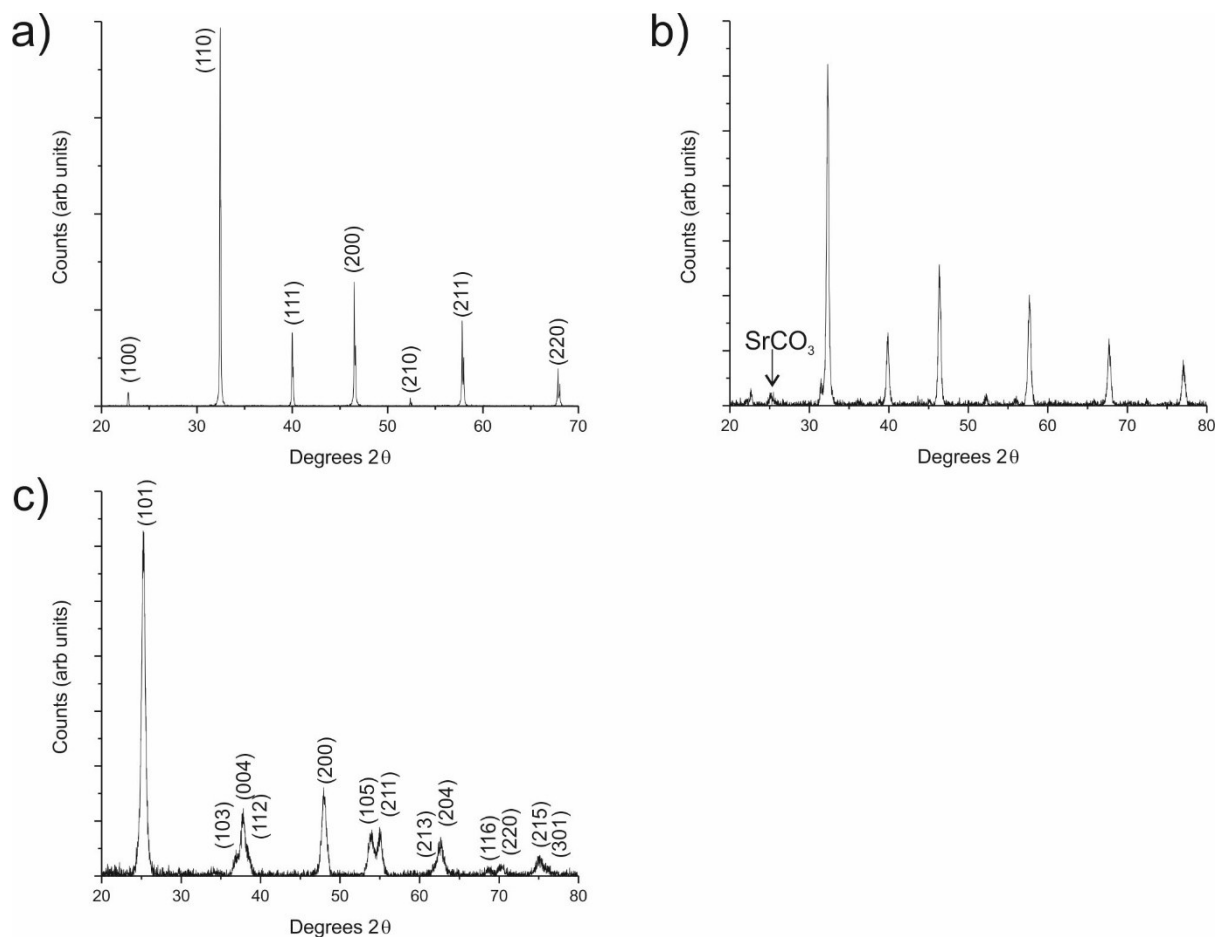 a)
Counts (arb units)
(100)
(110)
(111)
(200)
(210)
(211)
(220)
20 30 40 50 60 70
Degrees 2θ
b)
Counts (arb units)
SrCO₃
20 30 40 50 60 70 80
Degrees 2θ
c)
Counts (arb units)
(101)
(103)
(004)
(112)
(200)
(105)
(211)
(213)
(204)
(116)
(220)
(215)
(301)
20 30 40 50 60 70 80
Degrees 2θ